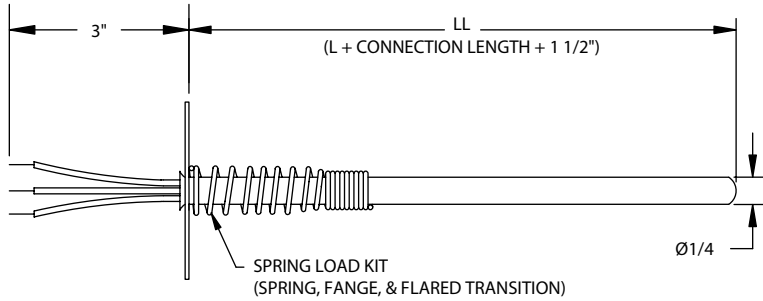 3"
LL
(L + CONNECTION LENGTH + 1 1/2")
Ø1/4
SPRING LOAD KIT
(SPRING, FANGE, & FLARED TRANSITION)